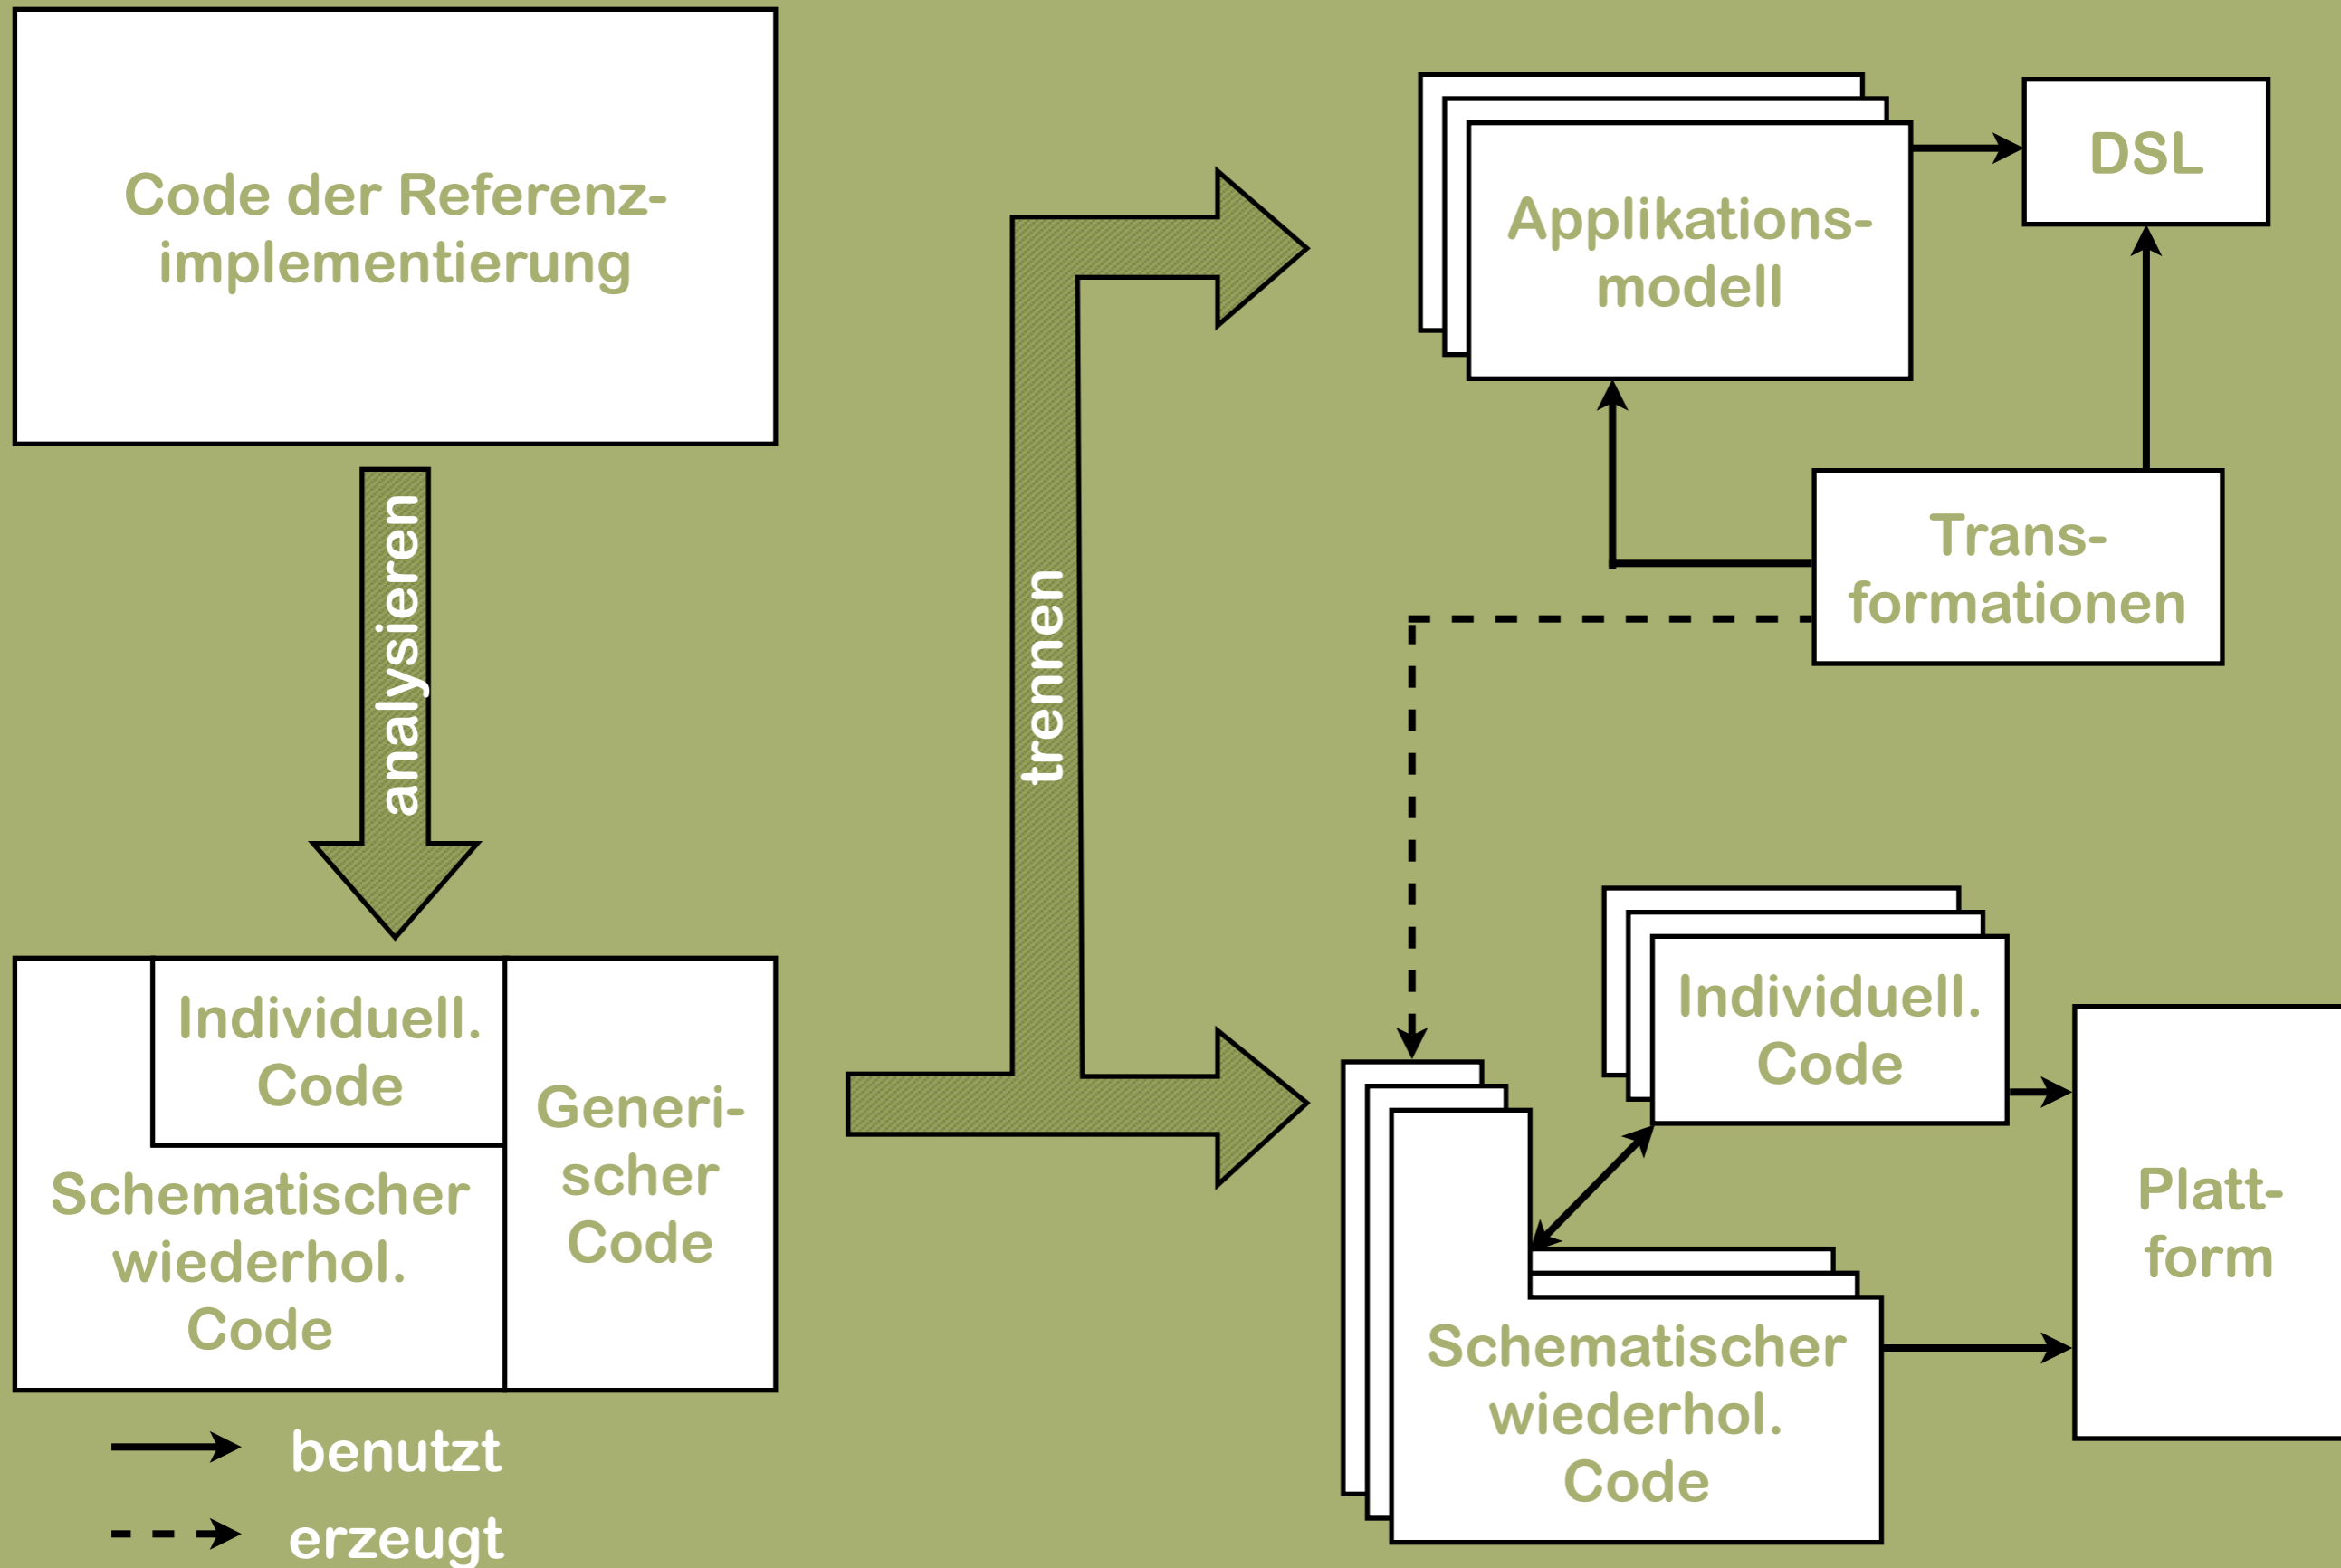 Code der Referenz-
implementierung
analysieren
Individuell.
Code
Schematischer
wiederhol.
Code
Generi-
scher
Code
benutzt
erzeugt
trennen
Applikations-
modell
DSL
Trans-
formationen
Individuell.
Code
Schematischer
wiederhol.
Code
Platt-
form